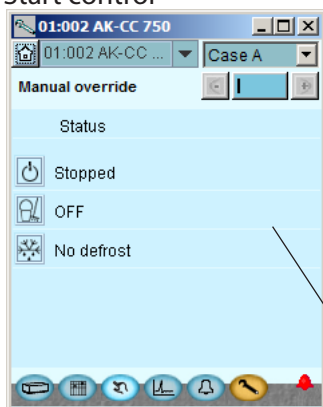 Start control
01:002 AK-CC 750
01:002 AK-CC ... Case A
Manual override
Status
Stopped
OFF
No defrost